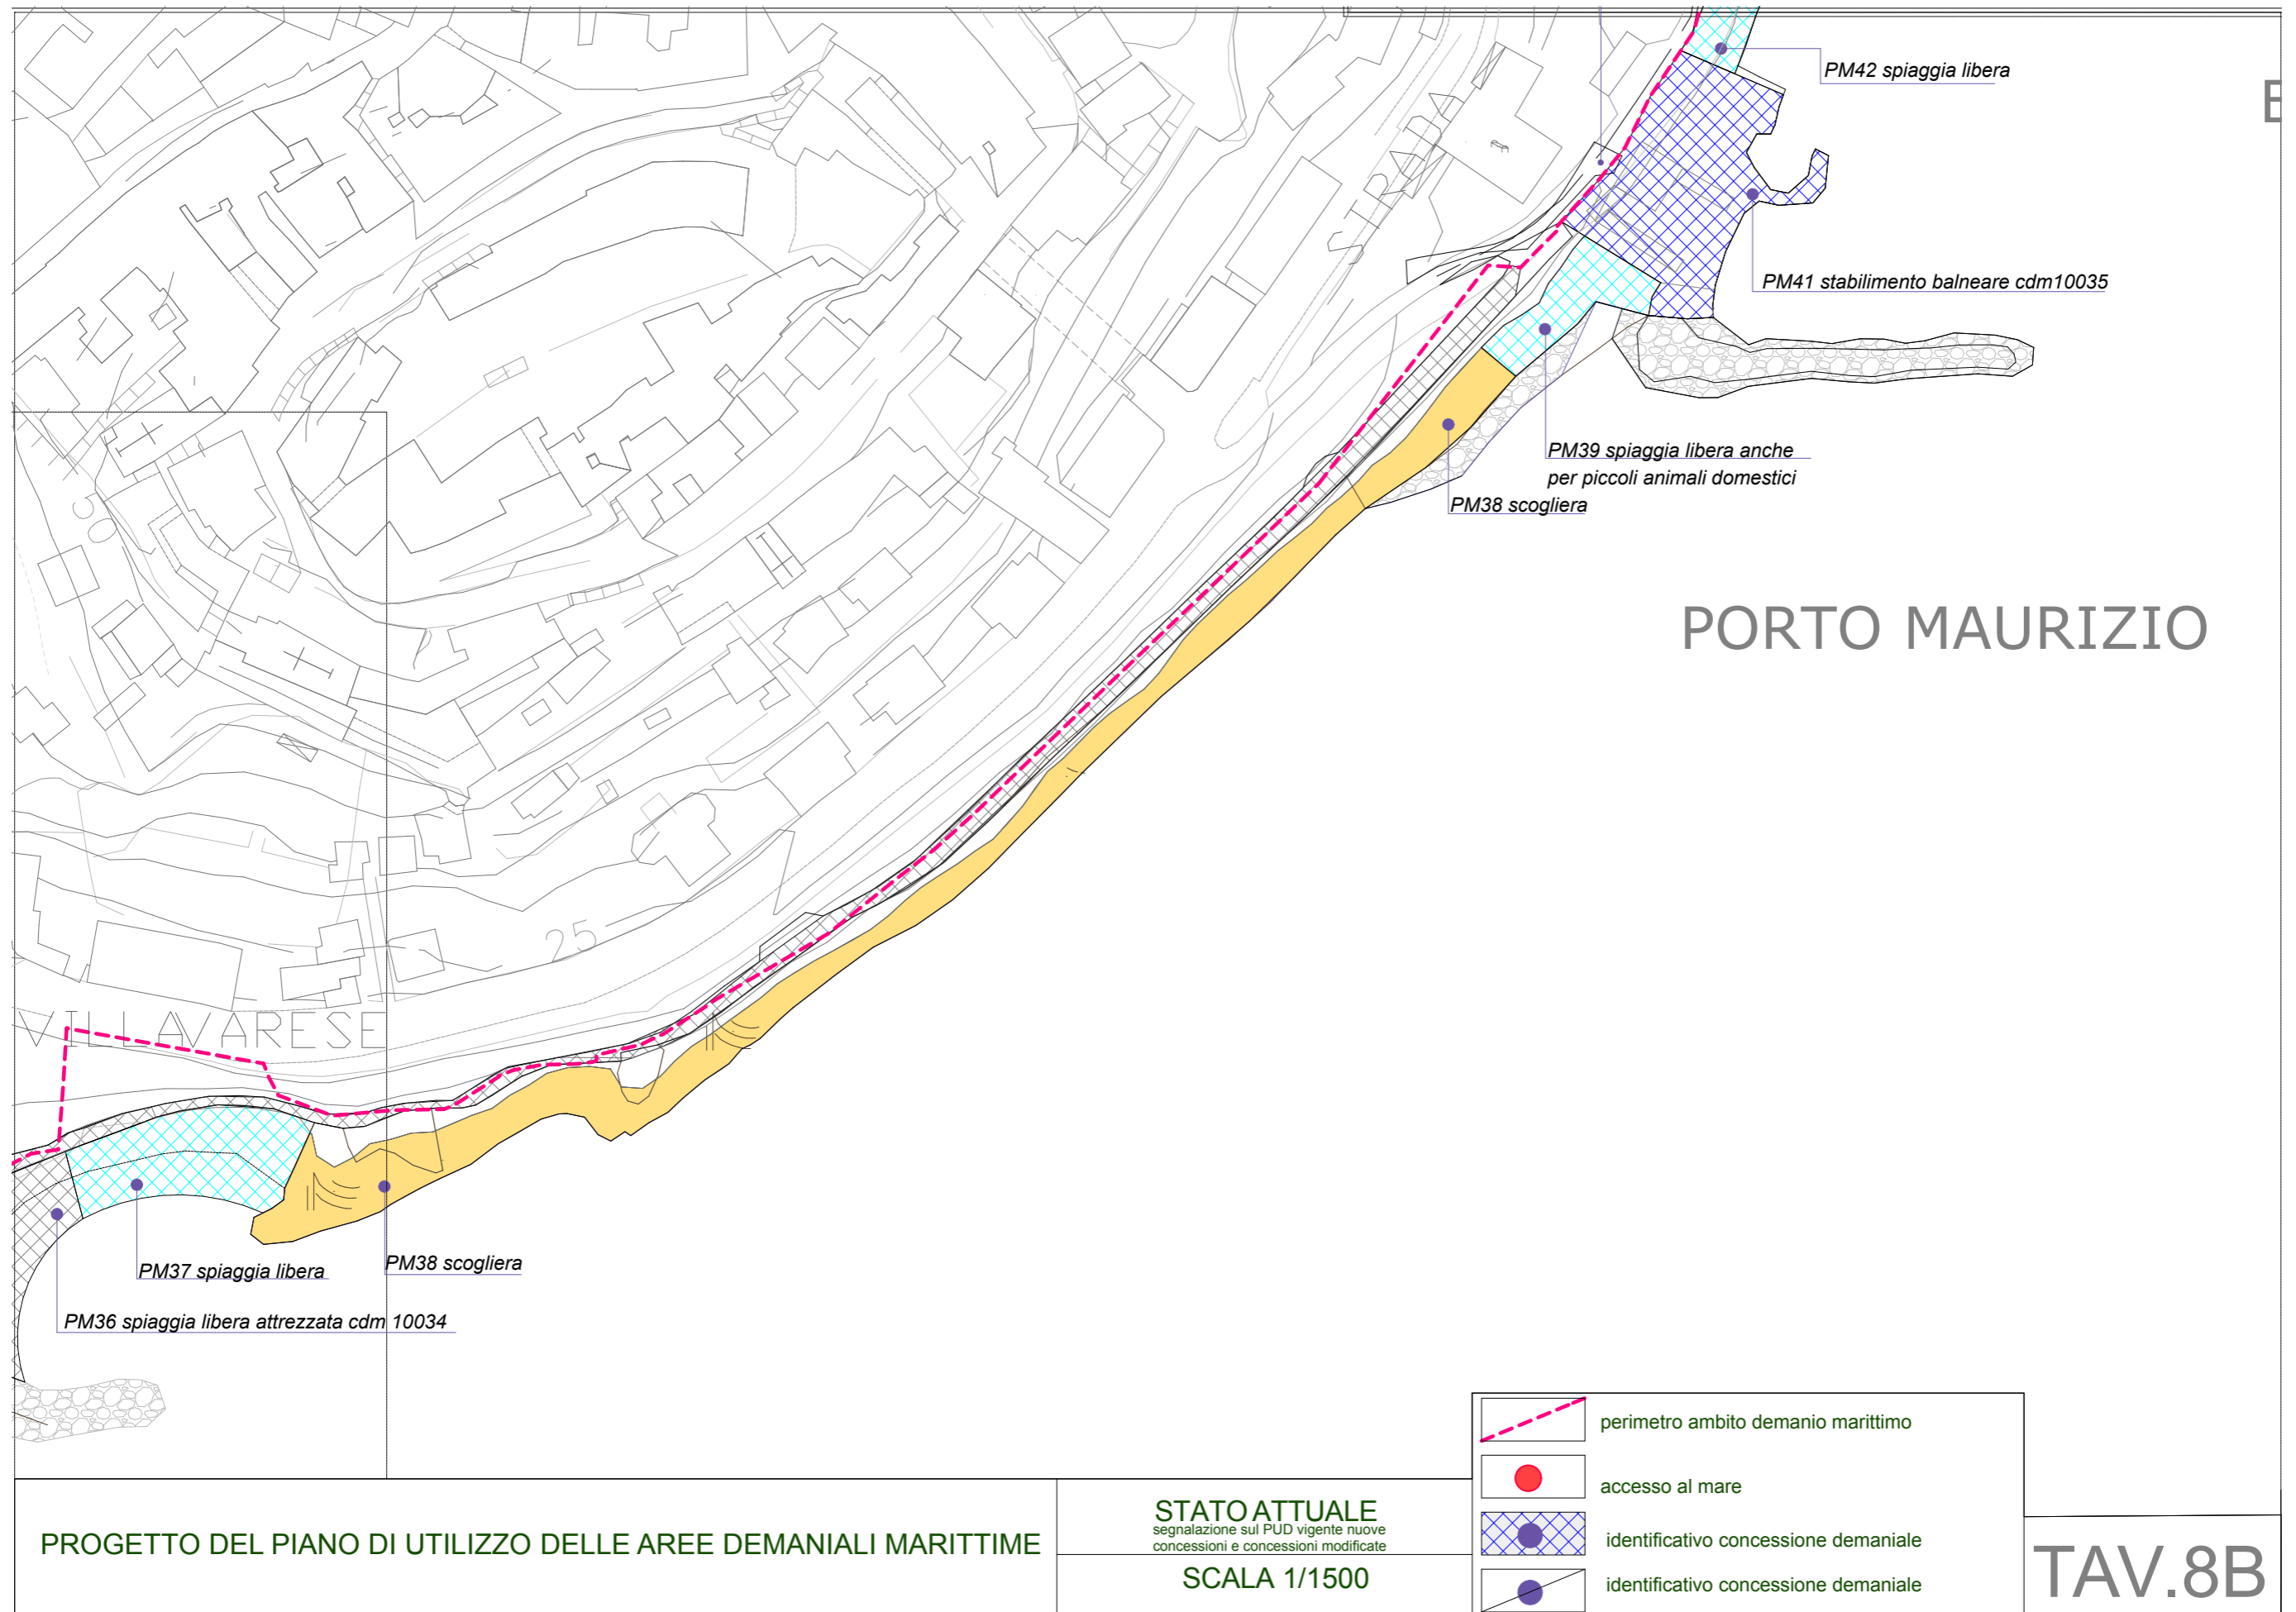 PM42 spiaggia libera
E
PM41 stabilimento balneare cdm10035
PM39 spiaggia libera anche
per piccoli animali domestici
PM38 scogliera
50
PORTO MAURIZIO
25
VILLAVARESE
PM37 spiaggia libera
PM38 scogliera
PM36 spiaggia libera attrezzata cdm 10034
perimetro ambito demanio marittimo
accesso al mare
identificativo concessione demaniale
identificativo concessione demaniale
PROGETTO DEL PIANO DI UTILIZZO DELLE AREE DEMANIALI MARITTIME
STATO ATTUALE
segnalazione sul PUD vigente nuove
concessioni e concessioni modificate
SCALA 1/1500
TAV.8B